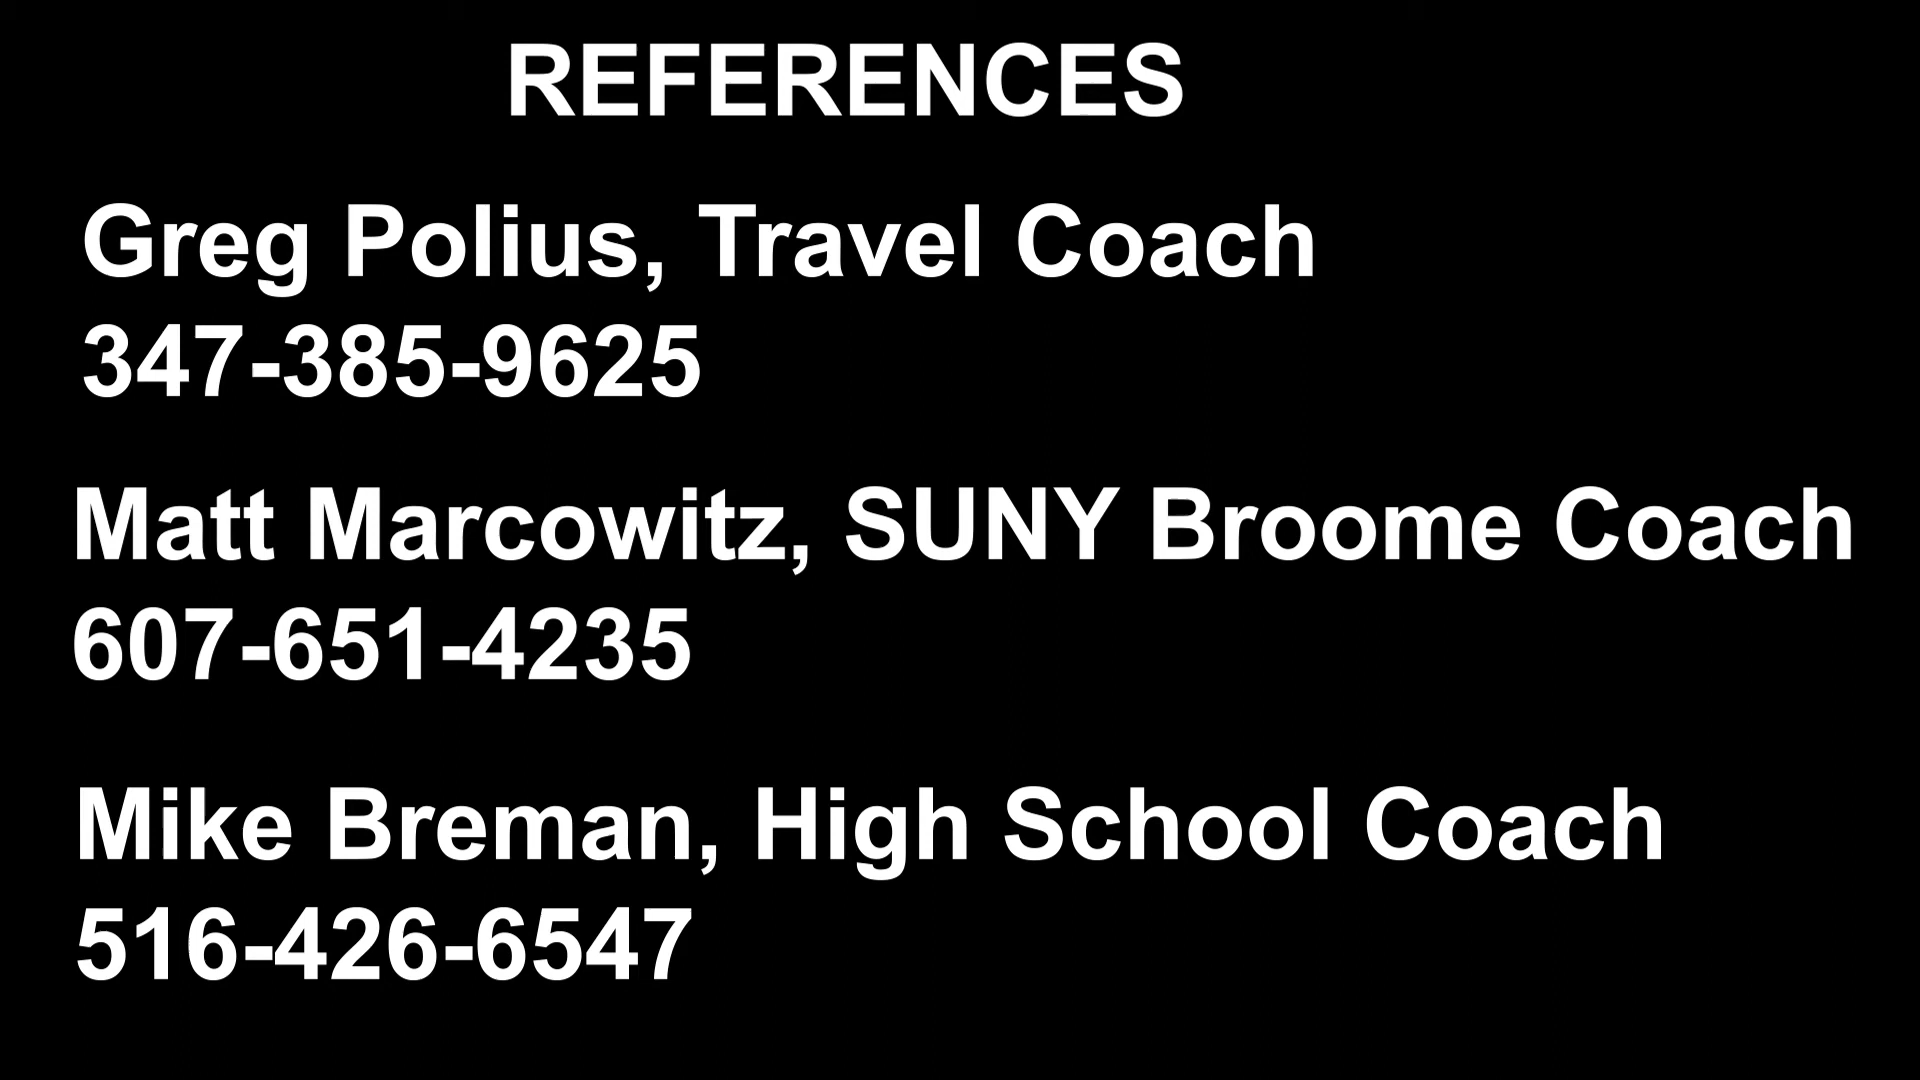 REFERENCES
Greg Polius, Travel Coach
347-385-9625
Matt Marcowitz, SUNY Broome Coach
607-651-4235
Mike Breman, High School Coach
516-426-6547